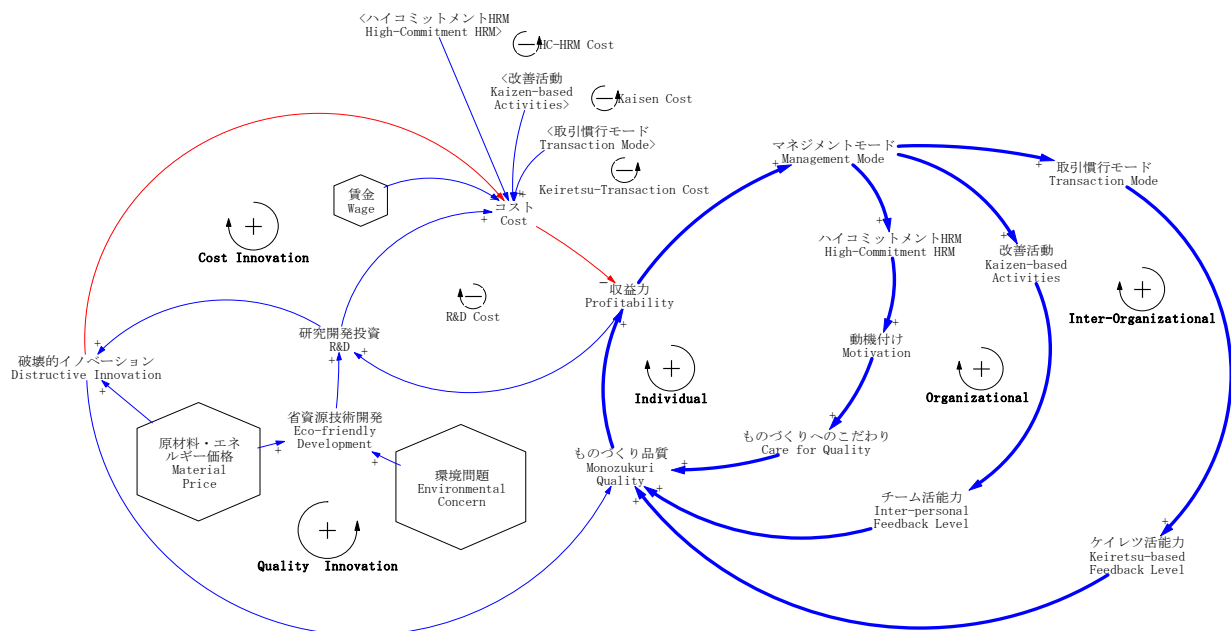 <ハイコミットメントHRM
High-Commitment HRM>
HC-HRM Cost
<改善活動
Kaizen-based
Activities>
Kaisen Cost
<取引慣行モード
Transaction Mode>
Keiretsu-Transaction Cost
賃金
Wage
コスト
Cost
マネジメントモード
Management Mode
取引慣行モード
Transaction Mode
ハイコミットメントHRM
High-Commitment HRM
改善活動
Kaizen-based
Activities
Cost Innovation
収益力
Profitability
R&D Cost
Inter-Organizational
研究開発投資
R&D
動機付け
Motivation
破壊的イノベーション
Distructive Innovation
Individual
Organizational
省資源技術開発
Eco-friendly
Development
原材料・エネ
ルギー価格
Material
Price
環境問題
Environmental
Concern
ものづくり品質
Monozukuri
Quality
ものづくりへのこだわり
Care for Quality
チーム活能力
Inter-personal
Feedback Level
ケイレツ活能力
Keiretsu-based
Feedback Level
Quality Innovation